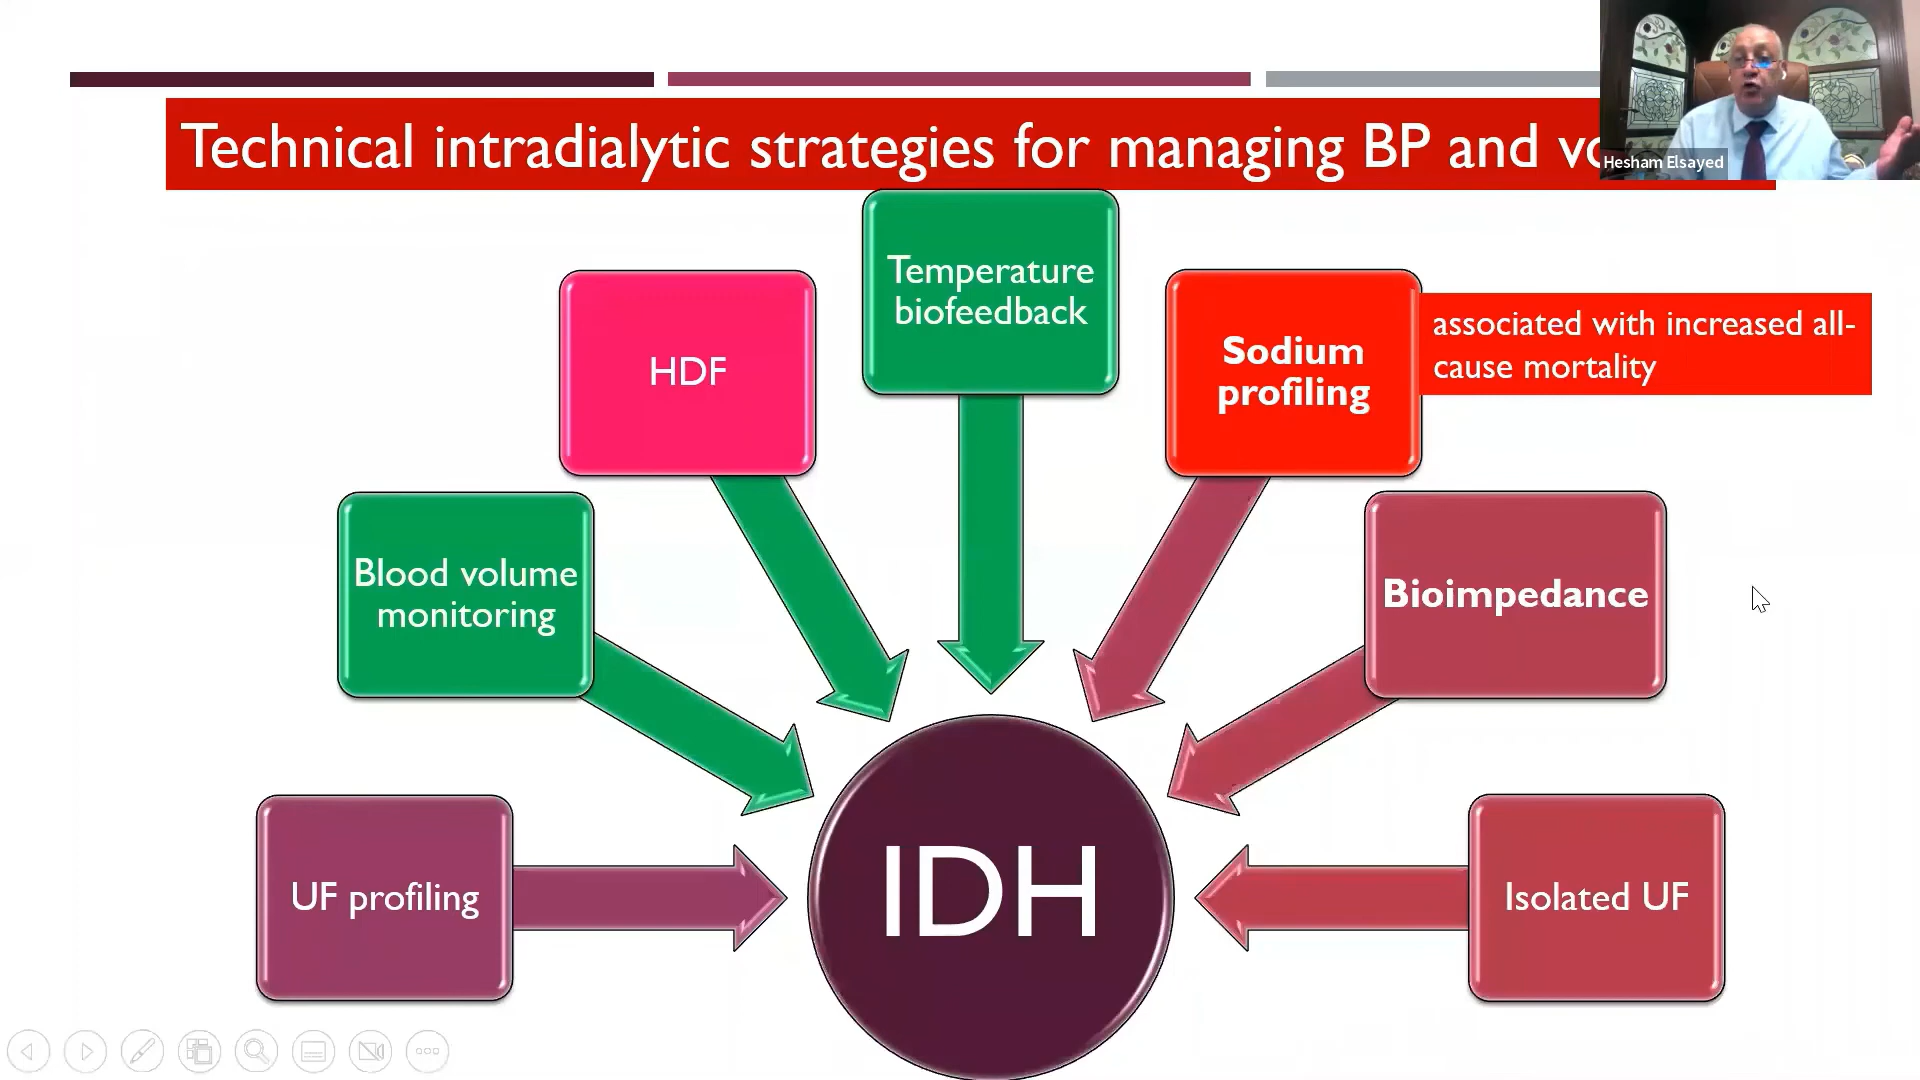 Technical intradialytic strategies for managing BP and
Hesham Elsayed
Temperature
biofeedback
HDF
Sodium
profiling
associated with increased all-
cause mortality
Blood volume
monitoring
Bioimpedance
UF profiling
IDH
Isolated UF